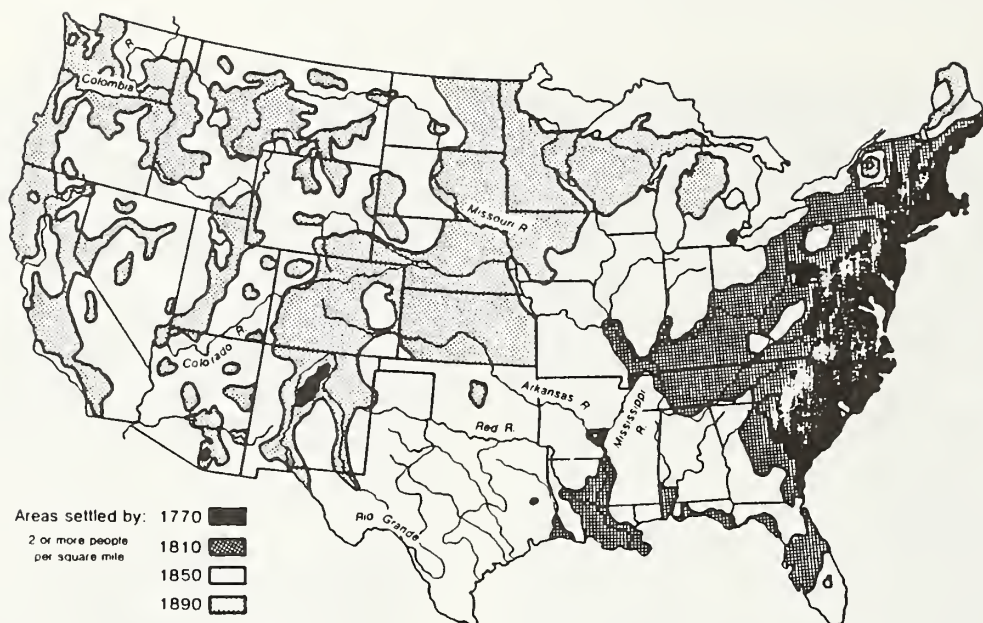 Colombia
R.
Missouri R.
Colorado
R.
Arkansas R.
Mississippi
R.
Red R.
Rio Grande
Areas settled by: 1770
2 or more people
per square mile
1810
1850
1890